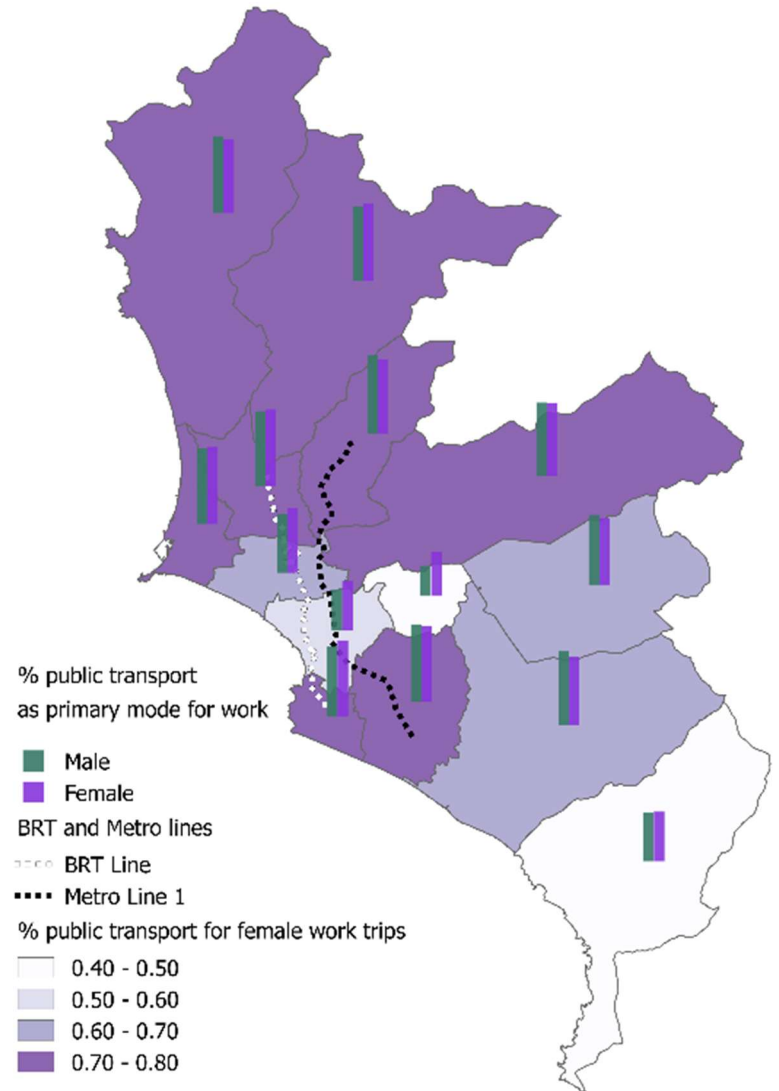 % public transport
as primary mode for work
Male
Female
BRT and Metro lines
BRT Line
Metro Line 1
% public transport for female work trips
0.40 - 0.50
0.50 - 0.60
0.60 - 0.70
0.70 - 0.80